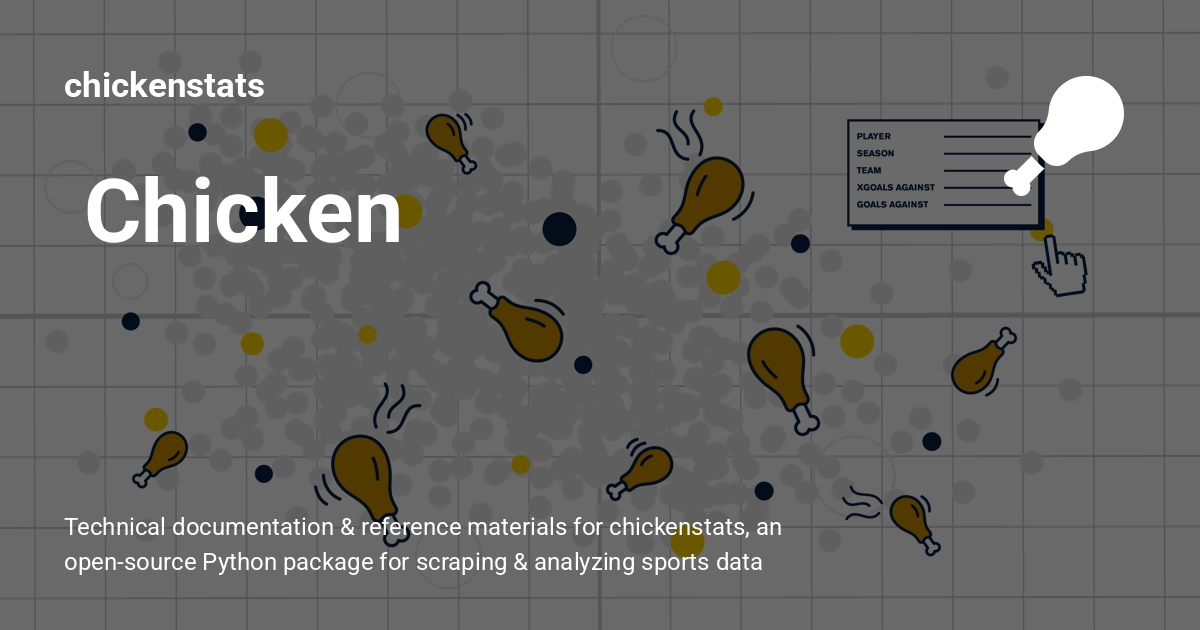 chickenstats
Chicken
PLAYER
SEASON
TEAM
XGOALS AGAINST
GOALS AGAINST
Technical documentation & reference materials for chickenstats, an
open-source Python package for scraping & analyzing sports data